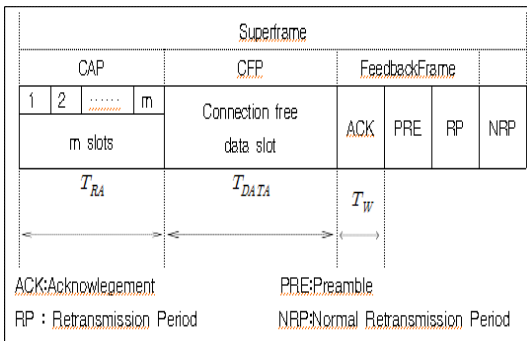 Superframe
CAP CFP FeedbackFrame
1 2 ...... m Connection free data slot ACK PRE RP NRP
m slots
T_RA T_DATA T_W
ACK:Acknowlegement PRE:Preamble
RP : Retransmission Period NRP:Normal Retransmission Period